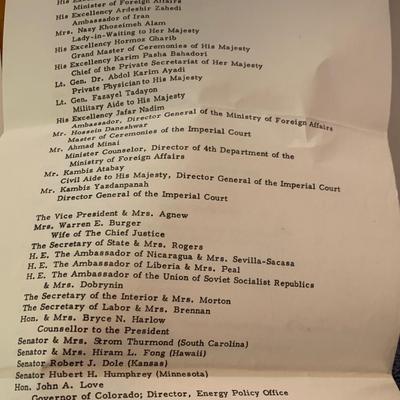 His
Minister of Foreign Affairs
His Excellency Ardeshir Zahedi
Ambassador of Iran
Mrs. Nasy Khozeimeh Alam
Lady-in-Waiting to Her Majesty
His Excellency Hormoz Gharib
Grand Master of Ceremonies of His Majesty
His Excellency Karim Pasha Bahadori
Chief of the Private Secretariat of Her Majesty
Lt. Gen. Dr. Abdol Karim Ayadi
Private Physician to His Majesty
Lt. Gen. Fazayel Tadayon
Military Aide to His Majesty
His Excellency Jafar Nadim
Ambassador, Director General of the Ministry of Foreign Affairs
Mr. Hossein Daneshwar
Master of Ceremonies of the Imperial Court
Mr. Ahmad Minai
Minister Counselor, Director of 4th Department of the
Ministry of Foreign Affairs
Mr. Kambiz Atabay
Civil Aide to His Majesty, Director General of the Imperial Court
Mr. Kambis Yazdanpanah
Director General of the Imperial Court
The Vice President & Mrs. Agnew
Mrs. Warren E. Burger
Wife of The Chief Justice
The Secretary of State & Mrs. Rogers
H. E. The Ambassador of Nicaragua & Mrs. Sevilla-Sacasa
H. E. The Ambassador of Liberia & Mrs. Peal
H. E. The Ambassador of the Union of Soviet Socialist Republics
& Mrs. Dobrynin
The Secretary of the Interior & Mrs. Morton
The Secretary of Labor & Mrs. Brennan
Hon. & Mrs. Bryce N. Harlow
Counsellor to the President
Senator & Mrs. Strom Thurmond (South Carolina)
Senator & Mrs. Hiram L. Fong (Hawaii)
Senator Robert J. Dole (Kansas)
Senator Hubert H. Humphrey (Minnesota)
Hon. John A. Love
Governor of Colorado; Director, Energy Policy Office